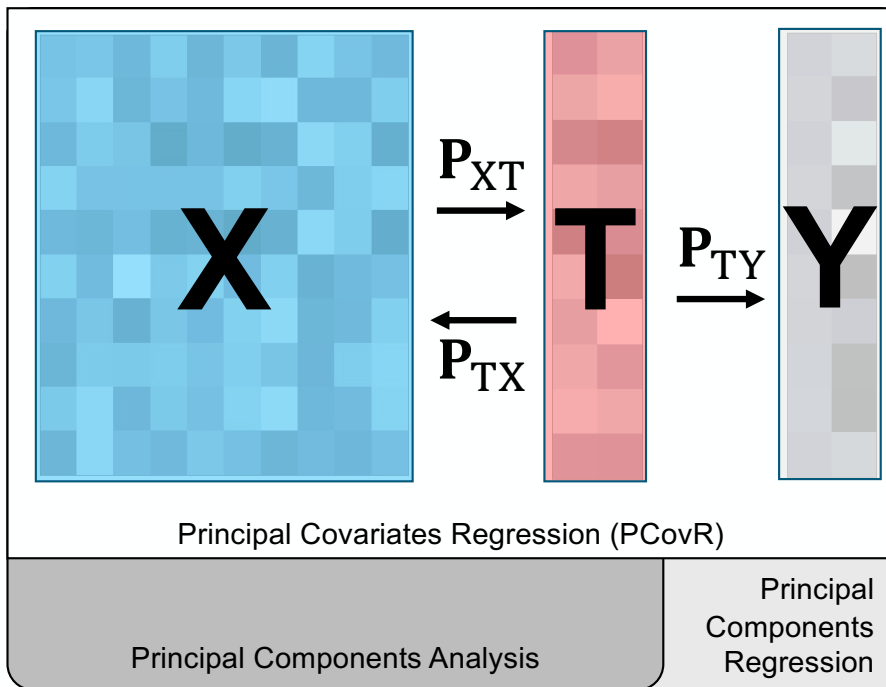 X
P_XT
T
P_TY
Y
P_TX
Principal Covariates Regression (PCovR)
Principal Components Analysis
Principal
Components
Regression